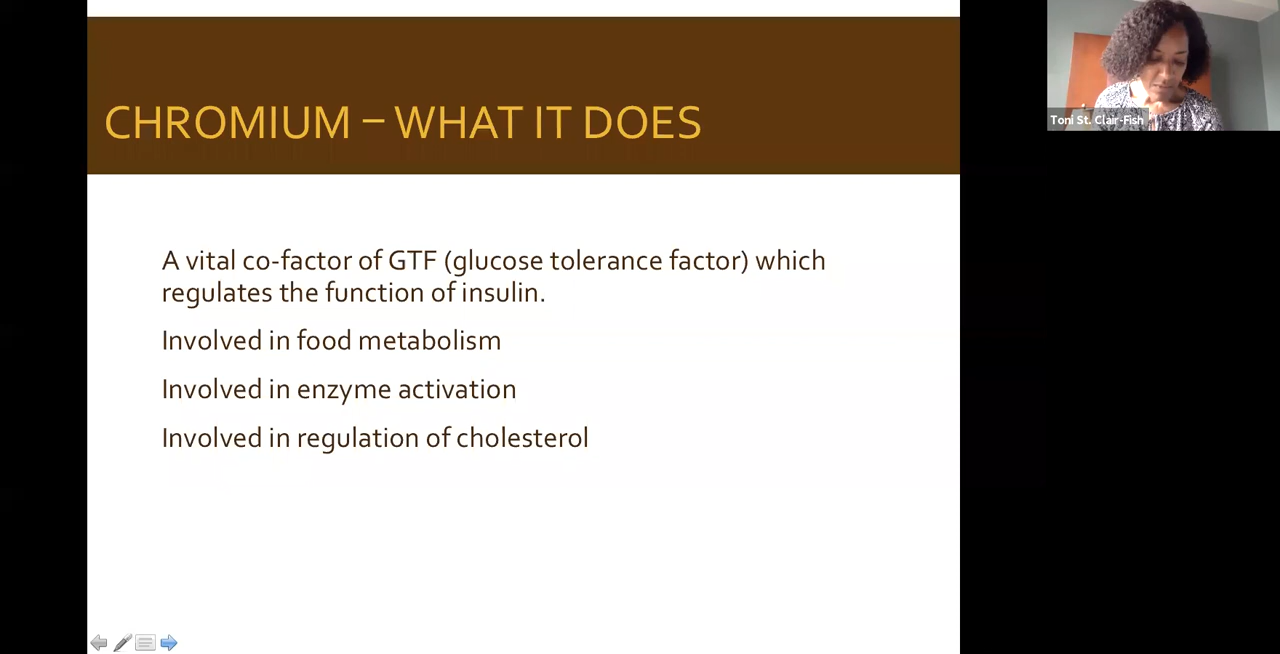 CHROMIUM – WHAT IT DOES
A vital co-factor of GTF (glucose tolerance factor) which
regulates the function of insulin.
Involved in food metabolism
Involved in enzyme activation
Involved in regulation of cholesterol
Toni St. Clair-Fish